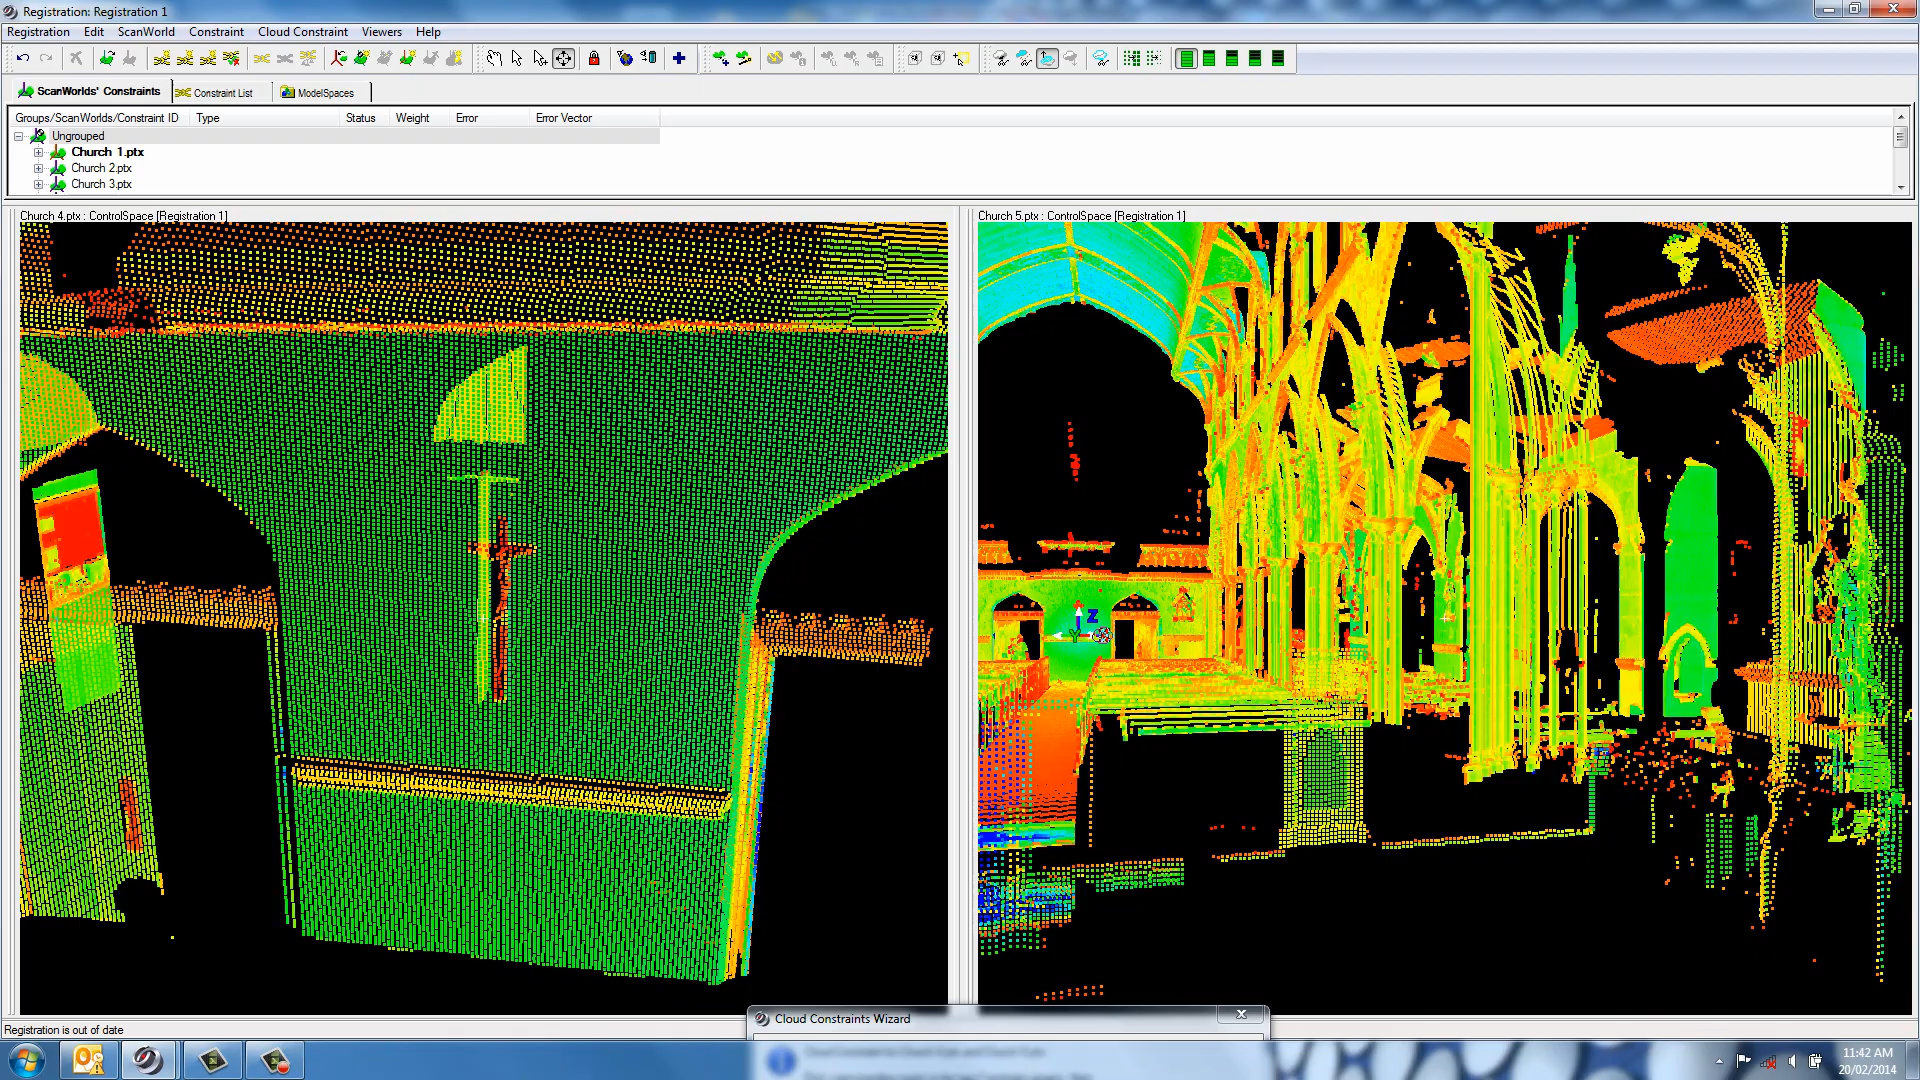 Registration: Registration 1
Registration Edit ScanWorld Constraint Cloud Constraint Viewers Help
ScanWorlds' Constraints Constraint List ModelSpaces
Groups/ScanWorlds/Constraint ID Type Status Weight Error Error Vector
Ungrouped
Church 1.ptx
Church 2.ptx
Church 3.ptx
Church 4.ptx : ControlSpace [Registration 1] Church 5.ptx : ControlSpace [Registration 1]
Z
Y
Cloud Constraints Wizard
Registration is out of date
11:42 AM
20/02/2014